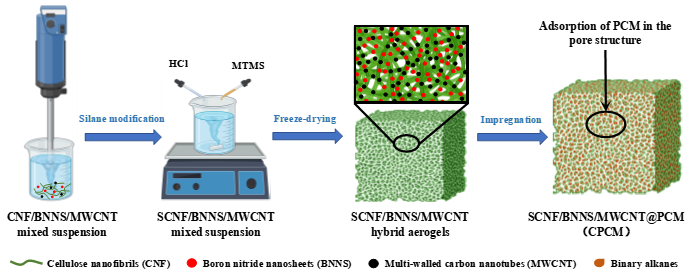 Adsorption of PCM in the
pore structure
HCl
MTMS
Silane modification
Freeze-drying
Impregnation
CNF/BNNS/MWCNT
mixed suspension
SCNF/BNNS/MWCNT
mixed suspension
SCNF/BNNS/MWCNT
hybrid aerogels
SCNF/BNNS/MWCNT@PCM
(CPCM)
Cellulose nanofibrils (CNF)
Boron nitride nanosheets (BNNS)
Multi-walled carbon nanotubes (MWCNT)
Binary alkanes